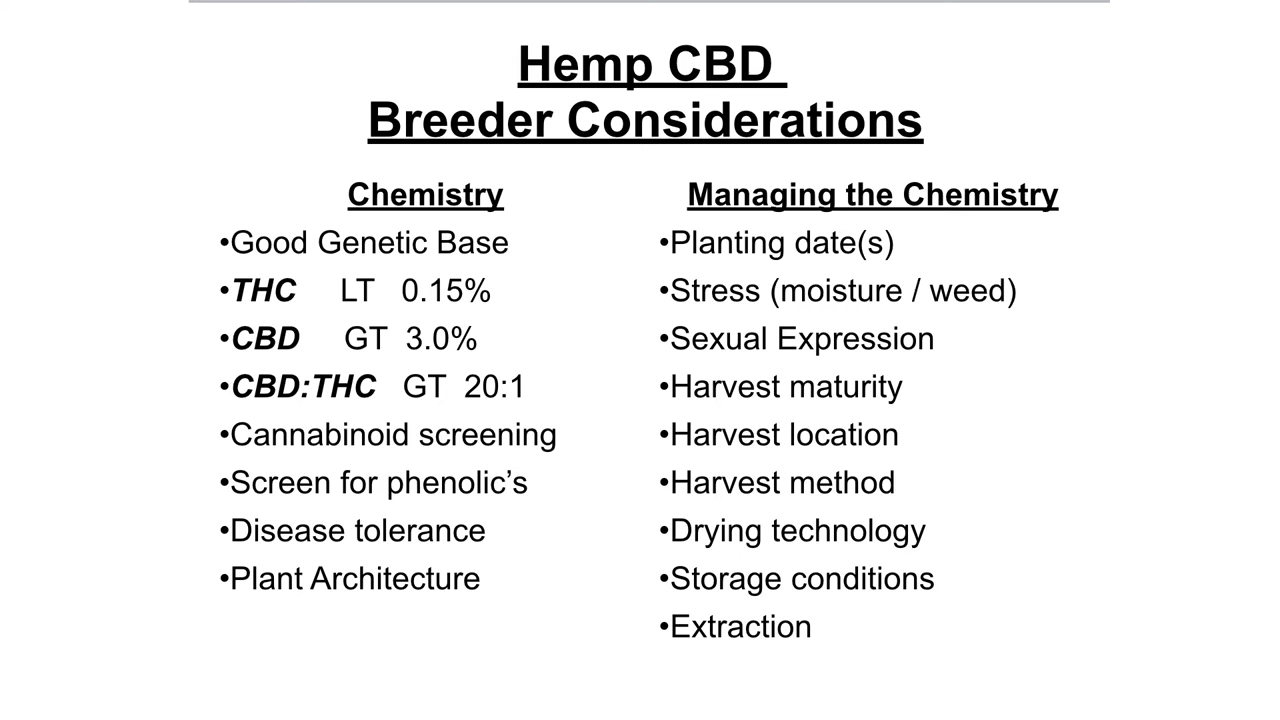 Hemp CBD
Breeder Considerations
Chemistry
•Good Genetic Base
•THC LT 0.15%
•CBD GT 3.0%
•CBD:THC GT 20:1
•Cannabinoid screening
•Screen for phenolic’s
•Disease tolerance
•Plant Architecture
Managing the Chemistry
•Planting date(s)
•Stress (moisture / weed)
•Sexual Expression
•Harvest maturity
•Harvest location
•Harvest method
•Drying technology
•Storage conditions
•Extraction